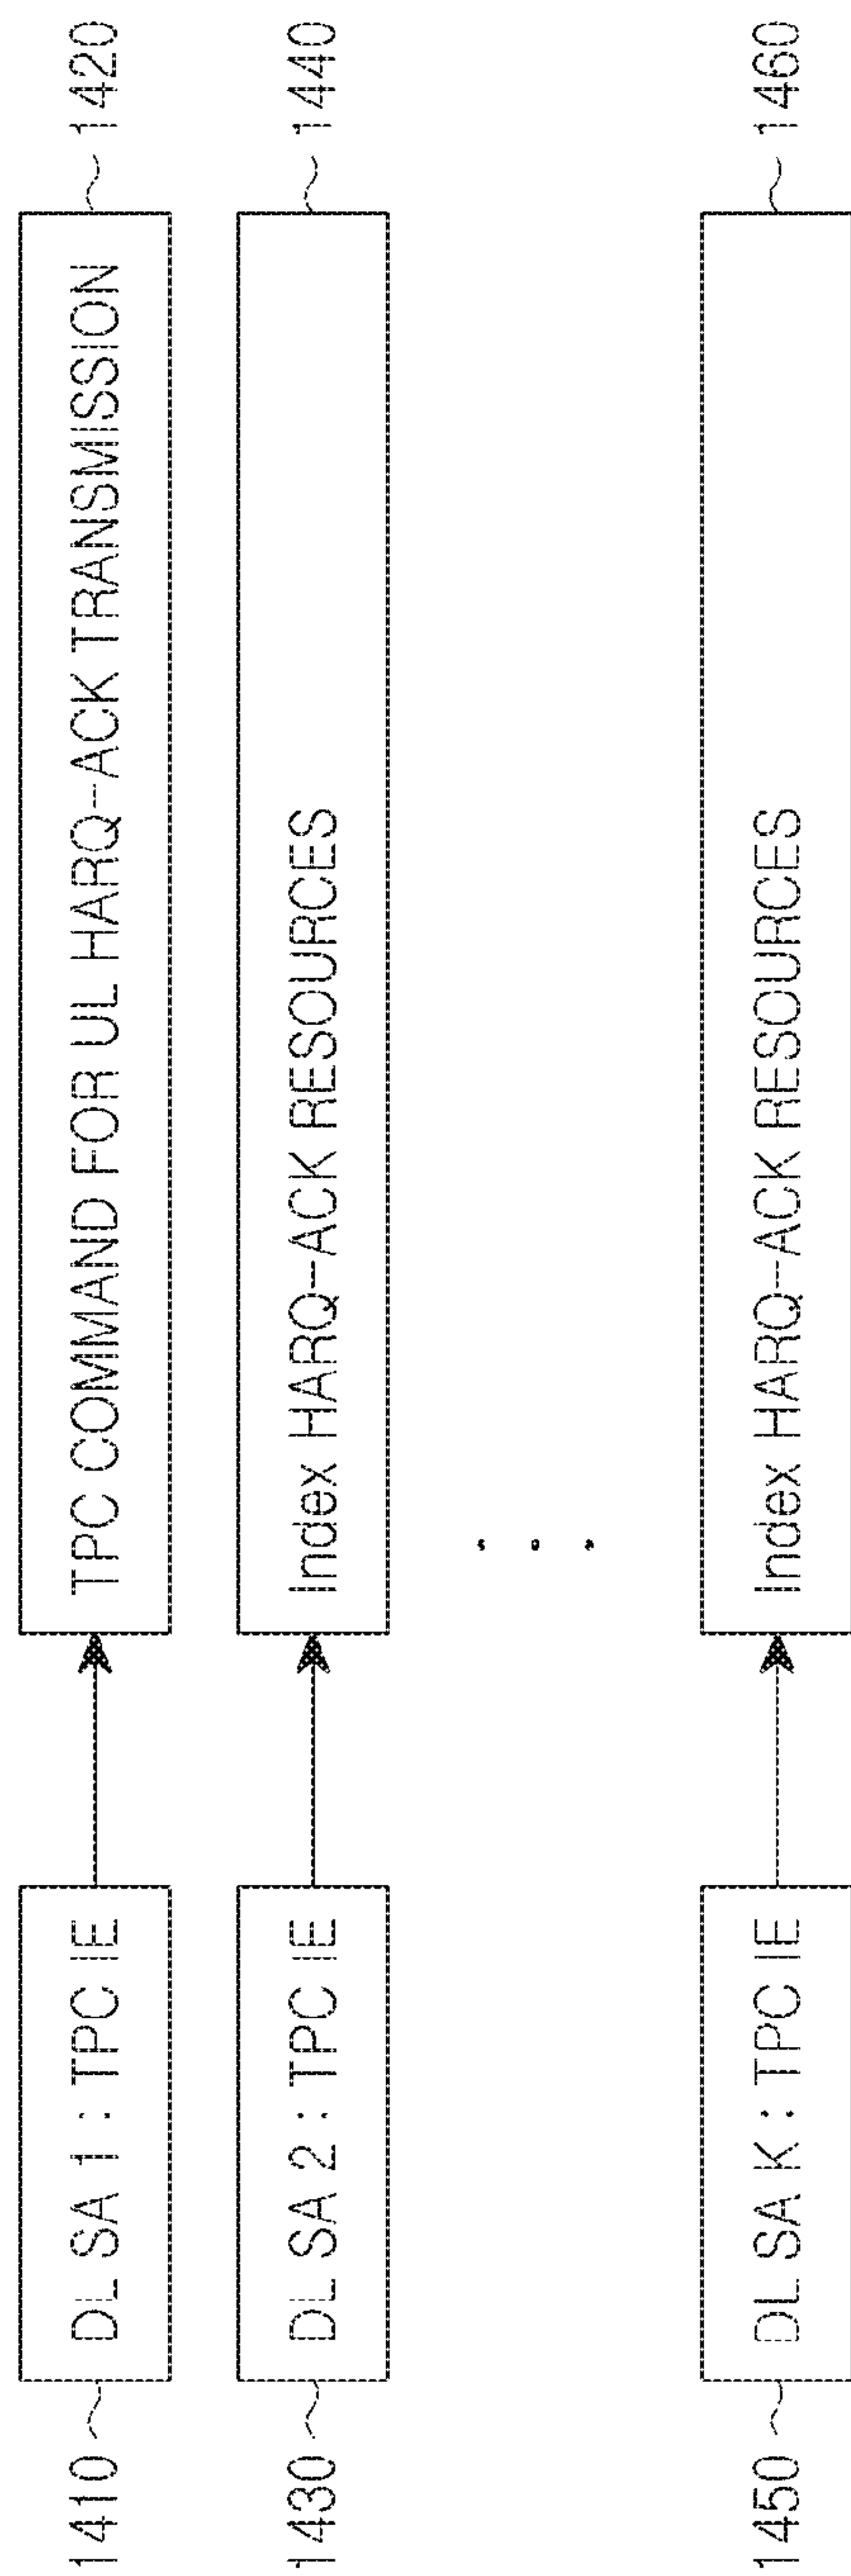 1410 DL SA 1 : TPC IE TPC COMMAND FOR UL HARQ-ACK TRANSMISSION 1420
1430 DL SA 2 : TPC IE Index HARQ-ACK RESOURCES 1440
. . .
1450 DL SA K : TPC IE Index HARQ-ACK RESOURCES 1460